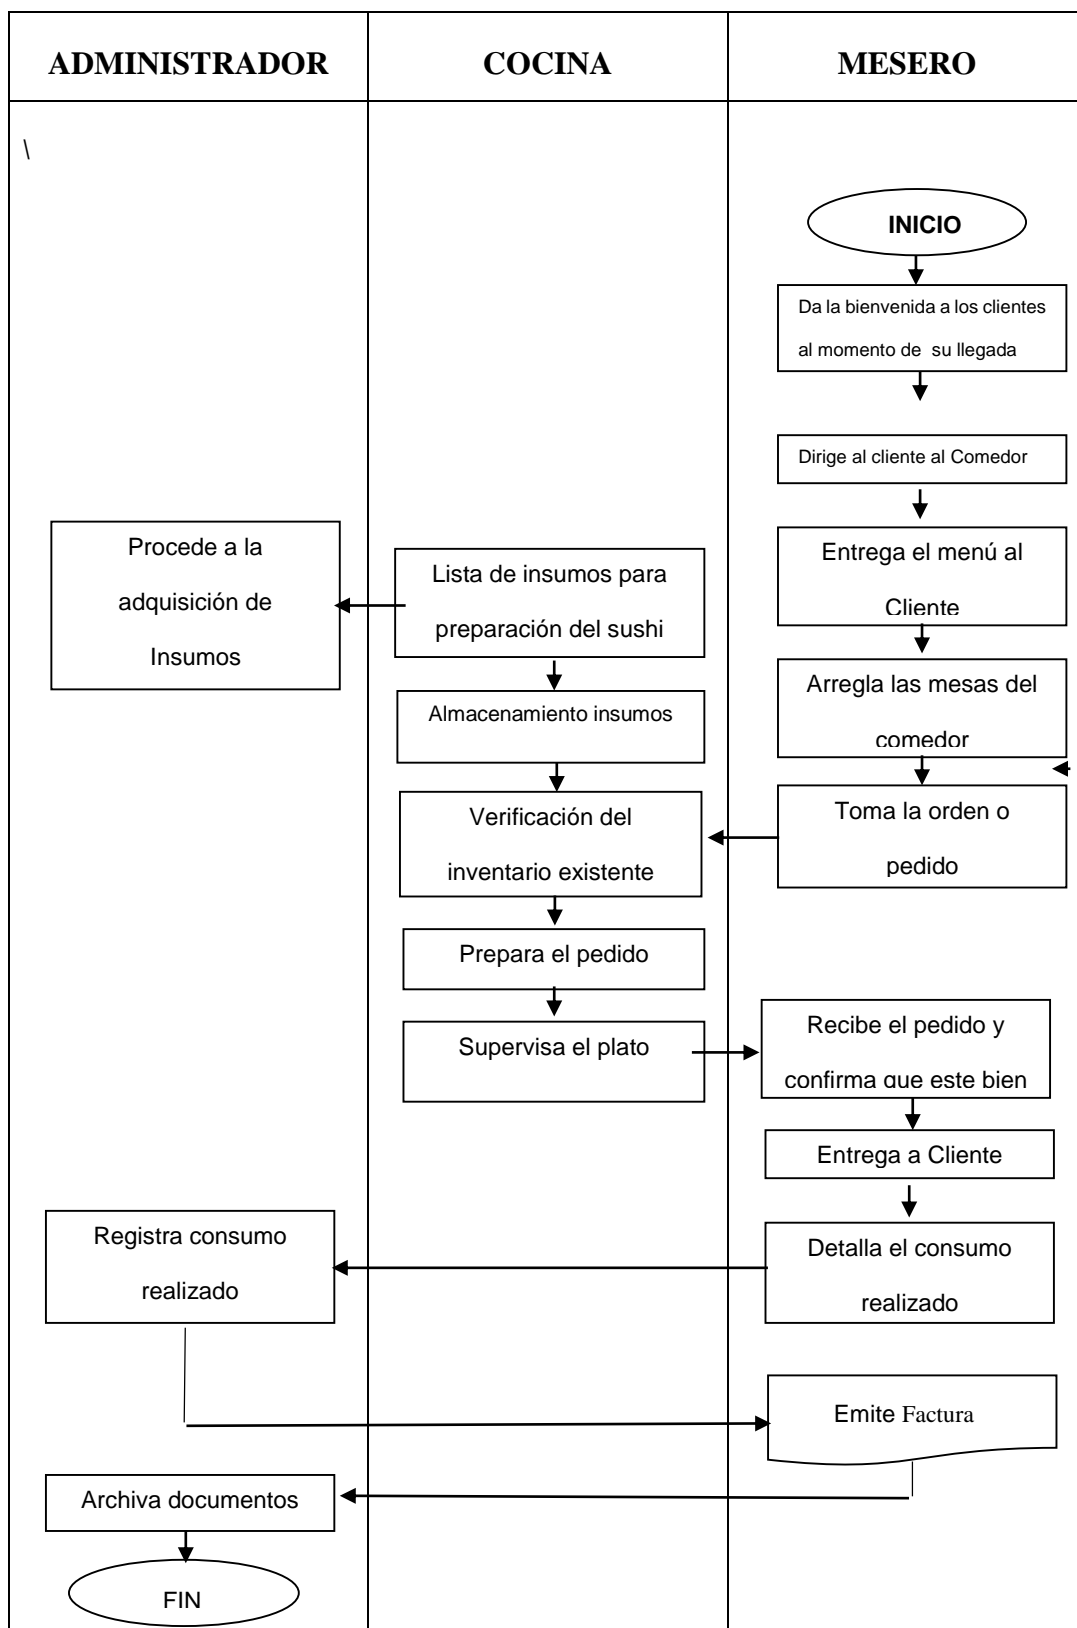 ADMINISTRADOR
COCINA
MESERO
\
INICIO
Da la bienvenida a los clientes
al momento de su llegada
Dirige al cliente al Comedor
Entrega el menú al
Cliente
Procede a la
adquisición de
Insumos
Lista de insumos para
preparación del sushi
Arregla las mesas del
comedor
Almacenamiento insumos
Verificación del
inventario existente
Toma la orden o
pedido
Prepara el pedido
Supervisa el plato
Recibe el pedido y
confirma que este bien
Entrega a Cliente
Registra consumo
realizado
Detalla el consumo
realizado
Emite Factura
Archiva documentos
FIN